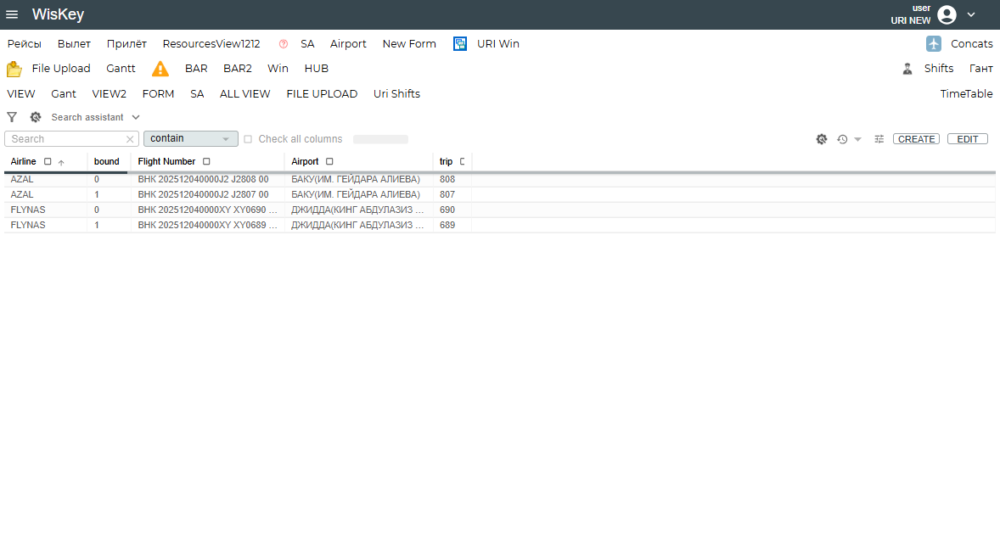 WisKey
user
URI NEW
Рейсы Вылет Прилёт ResourcesView1212 SA Airport New Form URI Win Concats
File Upload Gantt BAR BAR2 Win HUB Shifts Гант
VIEW Gant VIEW2 FORM SA ALL VIEW FILE UPLOAD Uri Shifts TimeTable
Search assistant
Search contain Check all columns CREATE EDIT
Airline bound Flight Number Airport trip
AZAL 0 ВНК 202512040000J2 J2808 00 БАКУ(ИМ. ГЕЙДАРА АЛИЕВА) 808
AZAL 1 ВНК 202512040000J2 J2807 00 БАКУ(ИМ. ГЕЙДАРА АЛИЕВА) 807
FLYNAS 0 ВНК 202512040000XY XY0690 ... ДЖИДДА(КИНГ АБДУЛАЗИЗ ... 690
FLYNAS 1 ВНК 202512040000XY XY0689 ... ДЖИДДА(КИНГ АБДУЛАЗИЗ ... 689